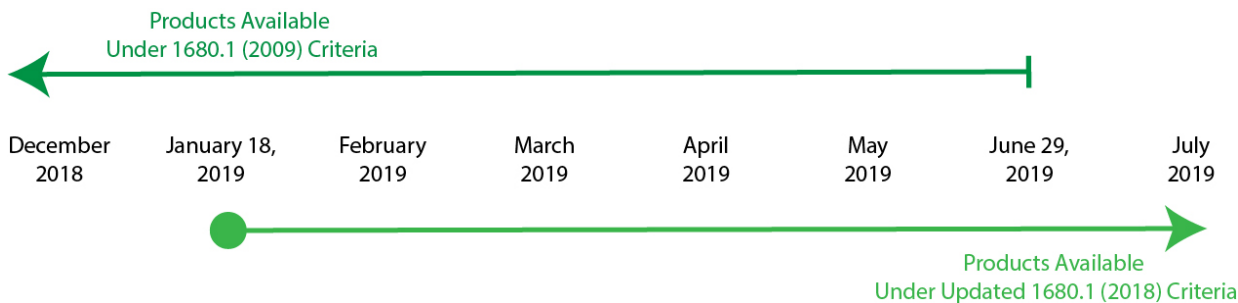 Products Available
Under 1680.1 (2009) Criteria
December 2018
January 18, 2019
February 2019
March 2019
April 2019
May 2019
June 29, 2019
July 2019
Products Available
Under Updated 1680.1 (2018) Criteria